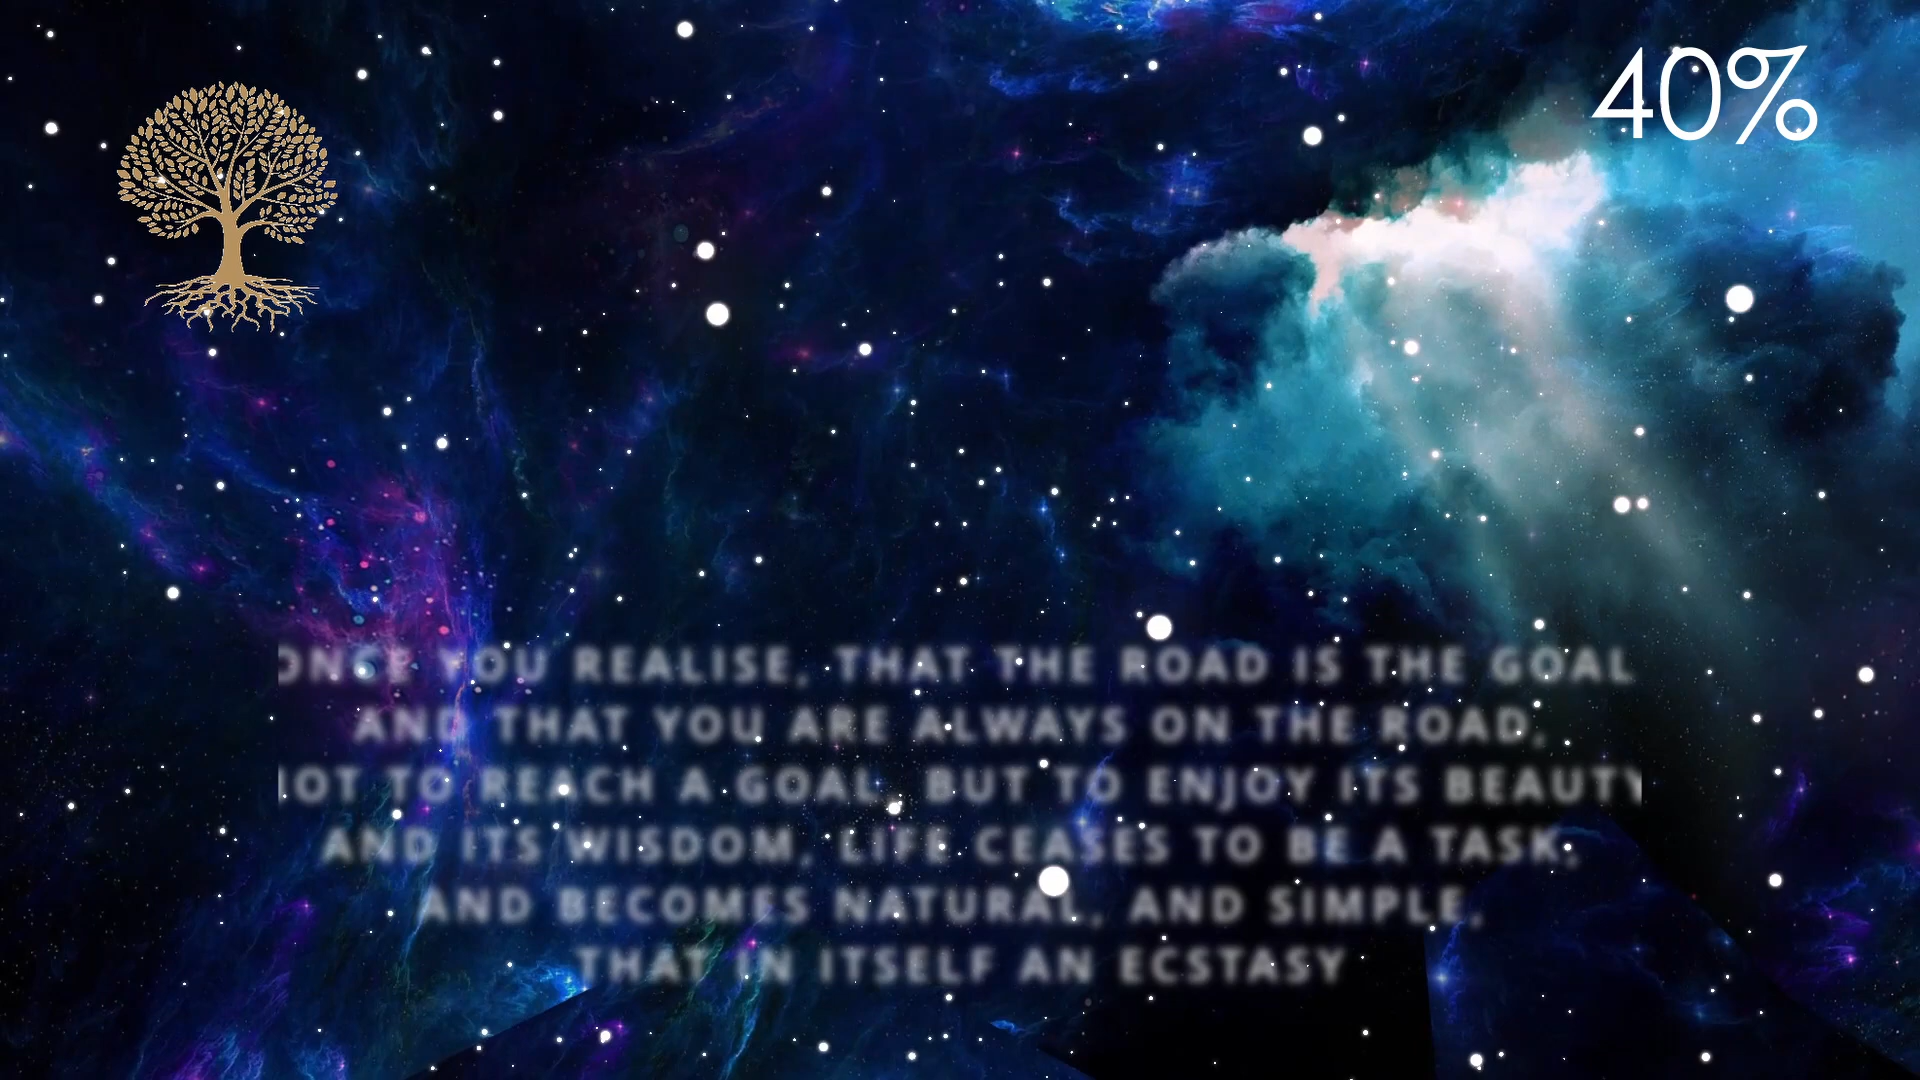 40%
ONCE YOU REALISE, THAT THE ROAD IS THE GOAL
AND THAT YOU ARE ALWAYS ON THE ROAD,
NOT TO REACH A GOAL, BUT TO ENJOY ITS BEAUTY
AND ITS WISDOM, LIFE CEASES TO BE A TASK,
AND BECOMES NATURAL, AND SIMPLE,
THAT IN ITSELF AN ECSTASY